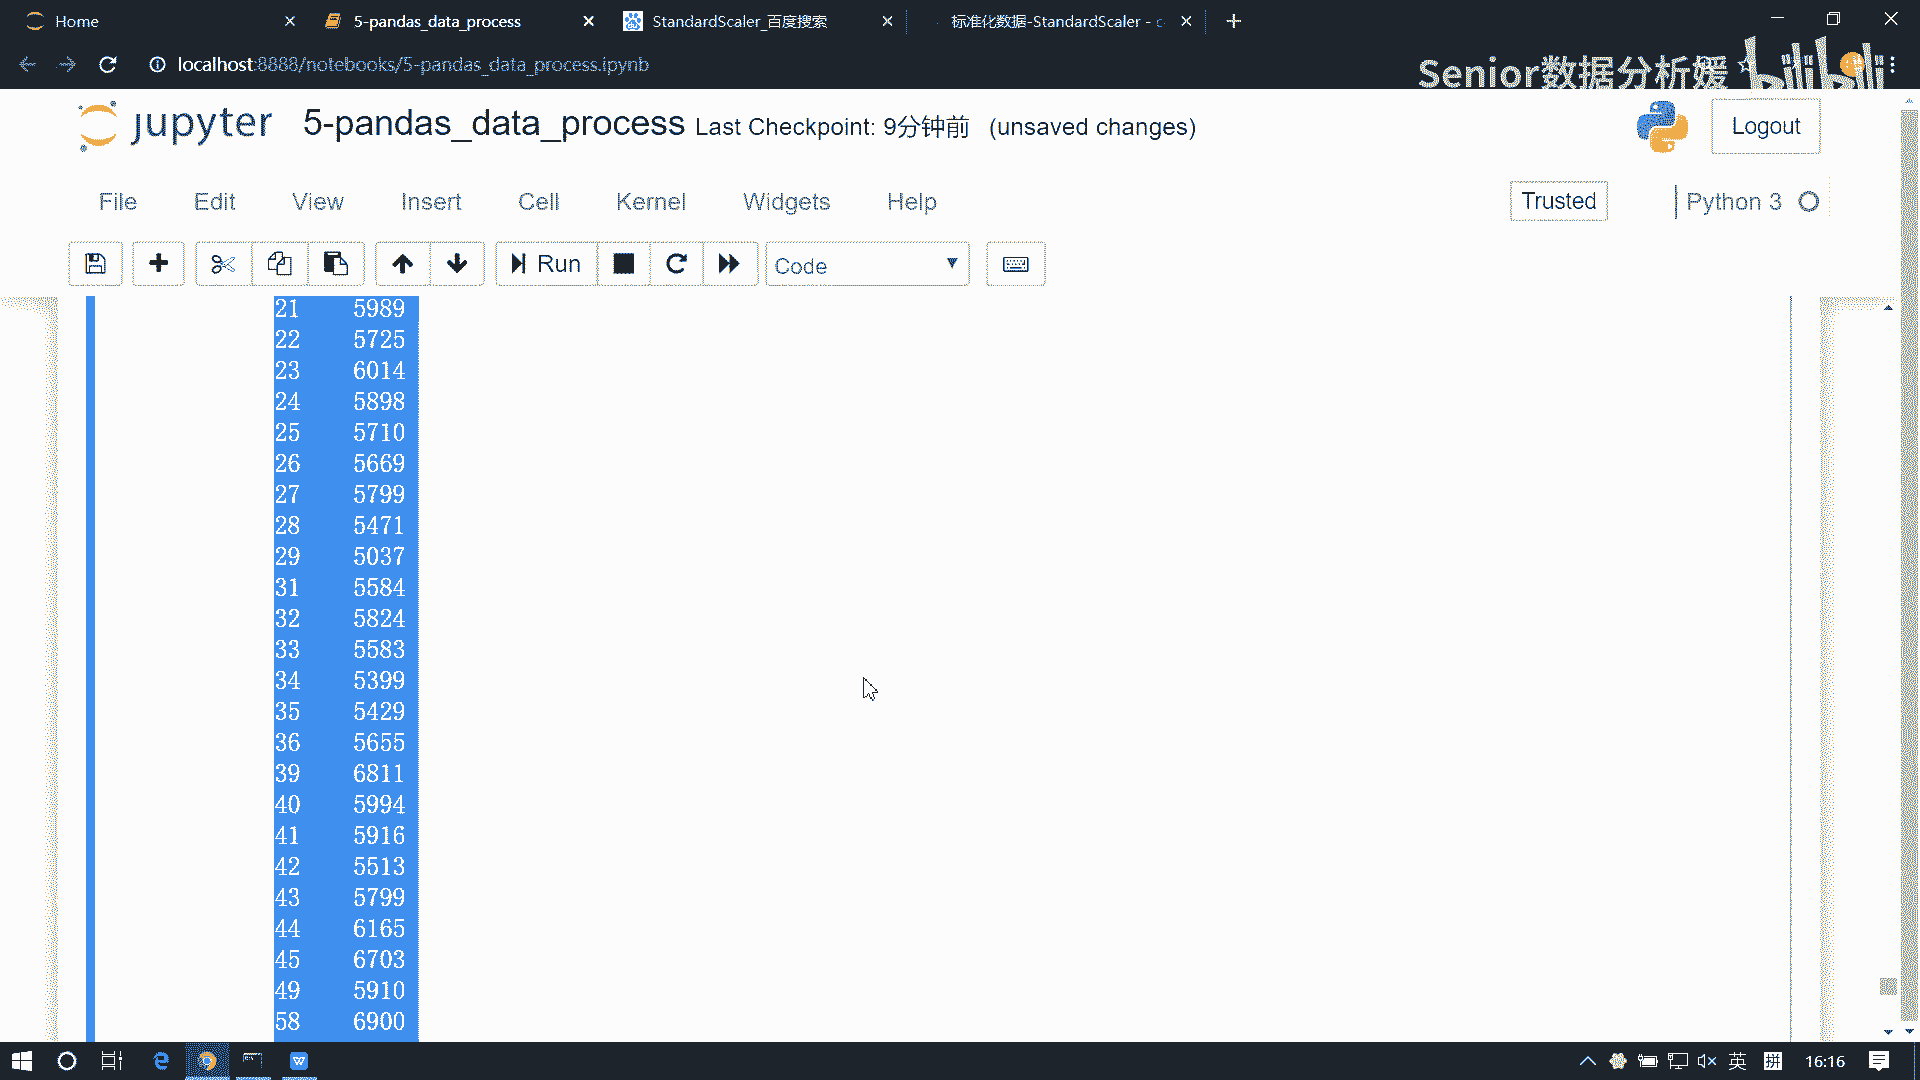 Home
5-pandas_data_process
StandardScaler_百度搜索
标准化数据-StandardScaler - c
localhost:8888/notebooks/5-pandas_data_process.ipynb
Senior数据分析媛
bilibili
jupyter
5-pandas_data_process
Last Checkpoint: 9分钟前
(unsaved changes)
Logout
File
Edit
View
Insert
Cell
Kernel
Widgets
Help
Trusted
Python 3
Run
Code
21 5989
22 5725
23 6014
24 5898
25 5710
26 5669
27 5799
28 5471
29 5037
31 5584
32 5824
33 5583
34 5399
35 5429
36 5655
39 6811
40 5994
41 5916
42 5513
43 5799
44 6165
45 6703
49 5910
58 6900
英
拼
16:16